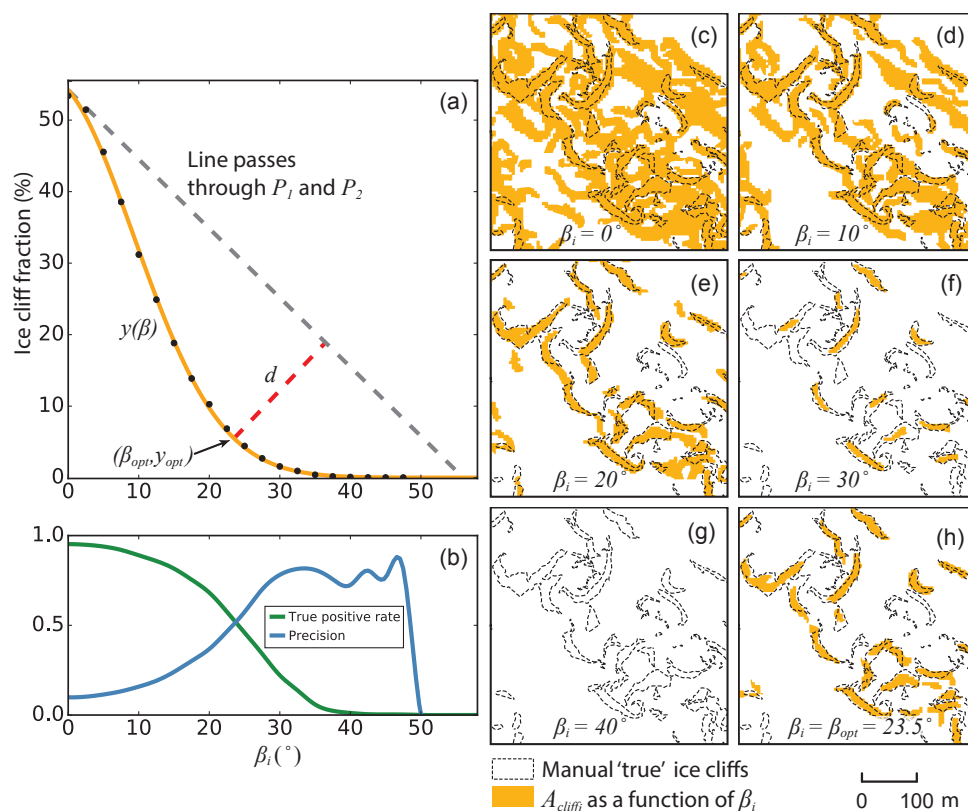 (a)
Ice cliff fraction (%)
50
40
30
20
10
0
Line passes
through P₁ and P₂
y(β)
d
(βopt,yopt)
0 10 20 30 40 50
(b)
1.0
0.5
0.0
True positive rate
Precision
0 10 20 30 40 50
βi(°)
(c)
βi = 0°
(d)
βi = 10°
(e)
βi = 20°
(f)
βi = 30°
(g)
βi = 40°
(h)
βi = βopt = 23.5°
Manual 'true' ice cliffs
Acliffi as a function of βi
0 100 m